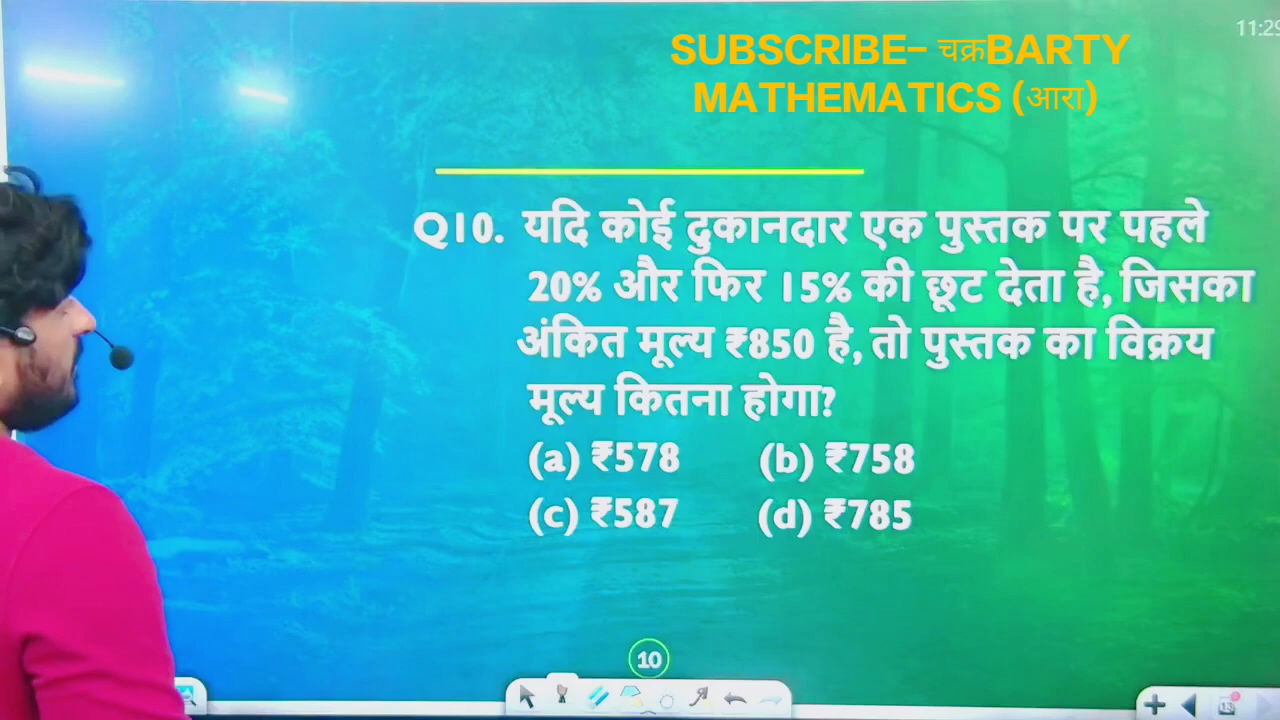 11:29
SUBSCRIBE- चक्रBARTY
MATHEMATICS (आरा)
Q10. यदि कोई दुकानदार एक पुस्तक पर पहले
20% और फिर 15% की छूट देता है, जिसका
अंकित मूल्य ₹850 है, तो पुस्तक का विक्रय
मूल्य कितना होगा?
(a) ₹578 (b) ₹758
(c) ₹587 (d) ₹785
10
13